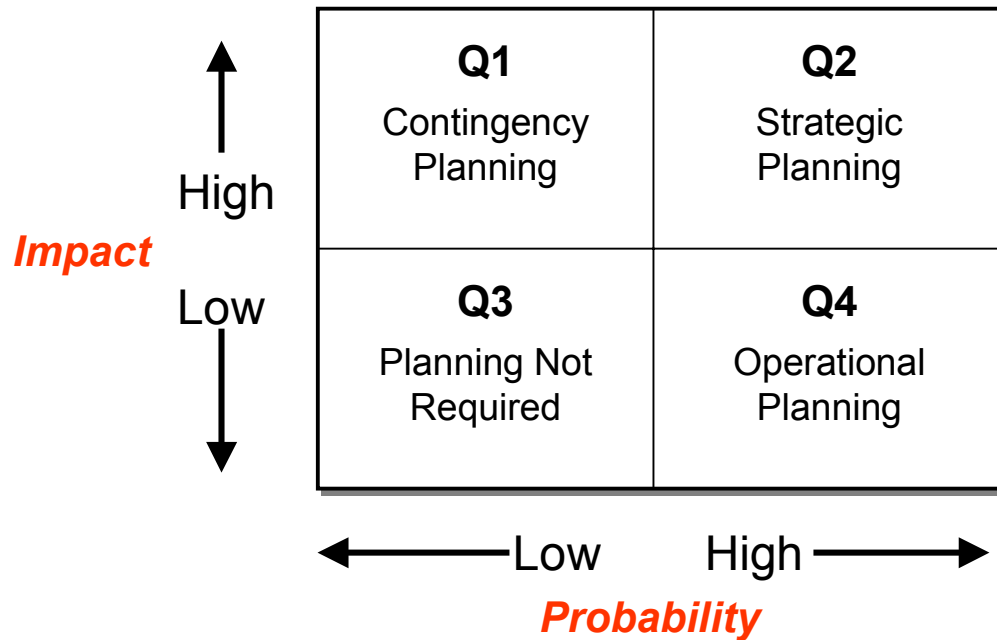 Q1
Contingency
Planning
Q2
Strategic
Planning
High
Impact
Low
Q3
Planning Not
Required
Q4
Operational
Planning
Low
High
Probability